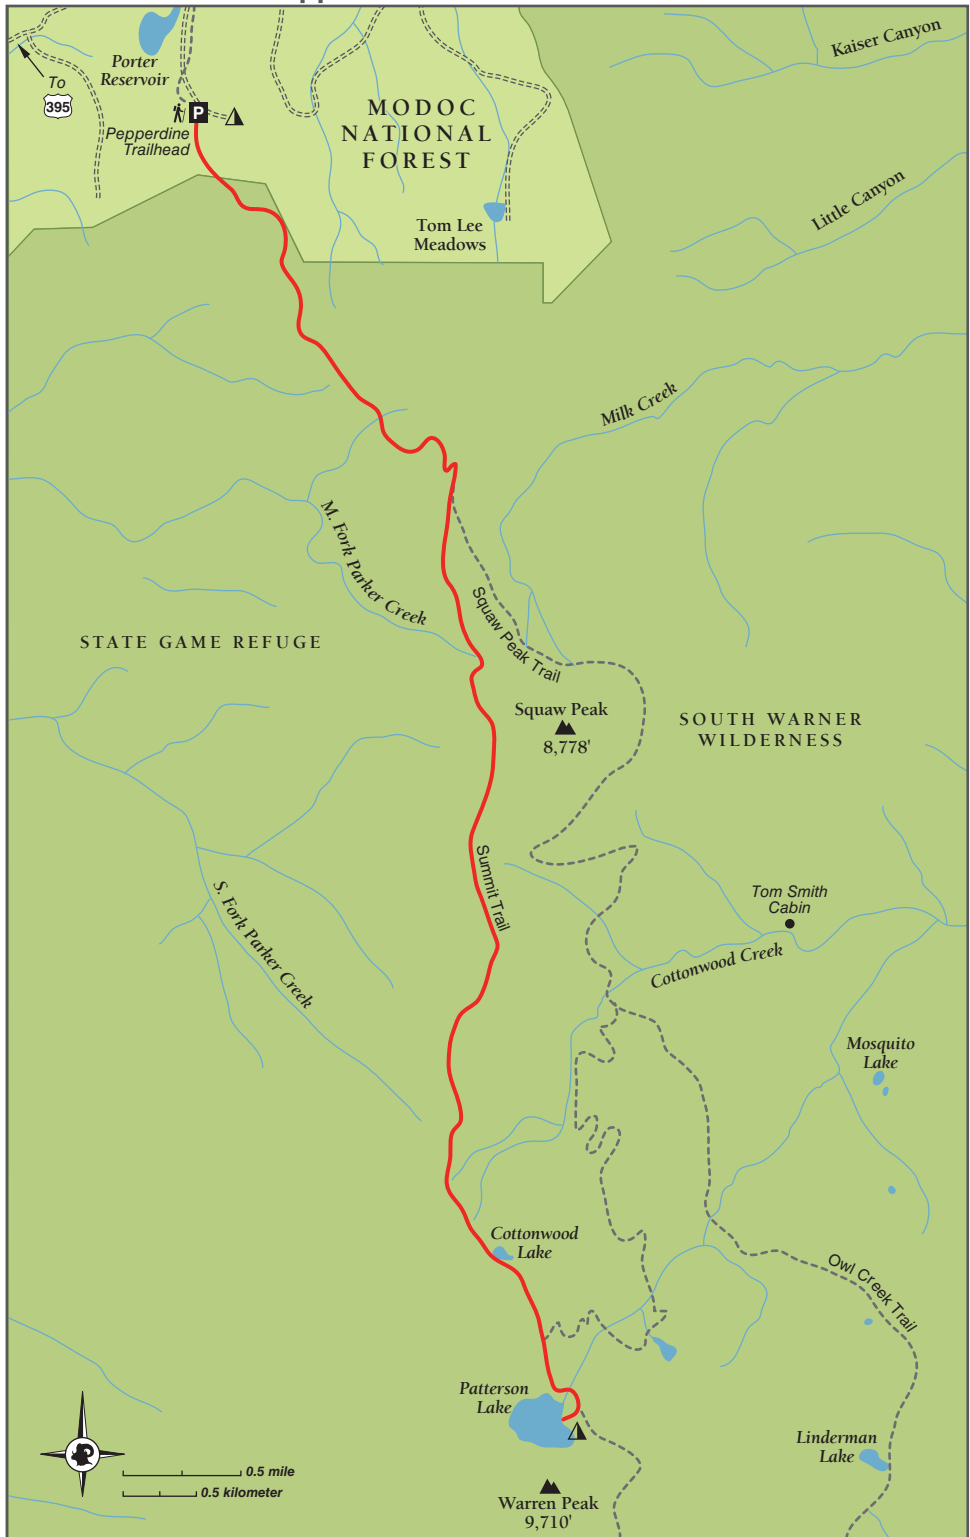 Porter
Reservoir
Kaiser Canyon
To
395
P
Pepperdine
Trailhead
MODOC
NATIONAL
FOREST
Little Canyon
Tom Lee
Meadows
Milk Creek
M. Fork Parker Creek
Squaw Peak Trail
STATE GAME REFUGE
Squaw Peak
8,778'
SOUTH WARNER
WILDERNESS
Summit Trail
S. Fork Parker Creek
Tom Smith
Cabin
Cottonwood Creek
Mosquito
Lake
Cottonwood
Lake
Owl Creek Trail
Patterson
Lake
Linderman
Lake
0.5 mile
0.5 kilometer
Warren Peak
9,710'